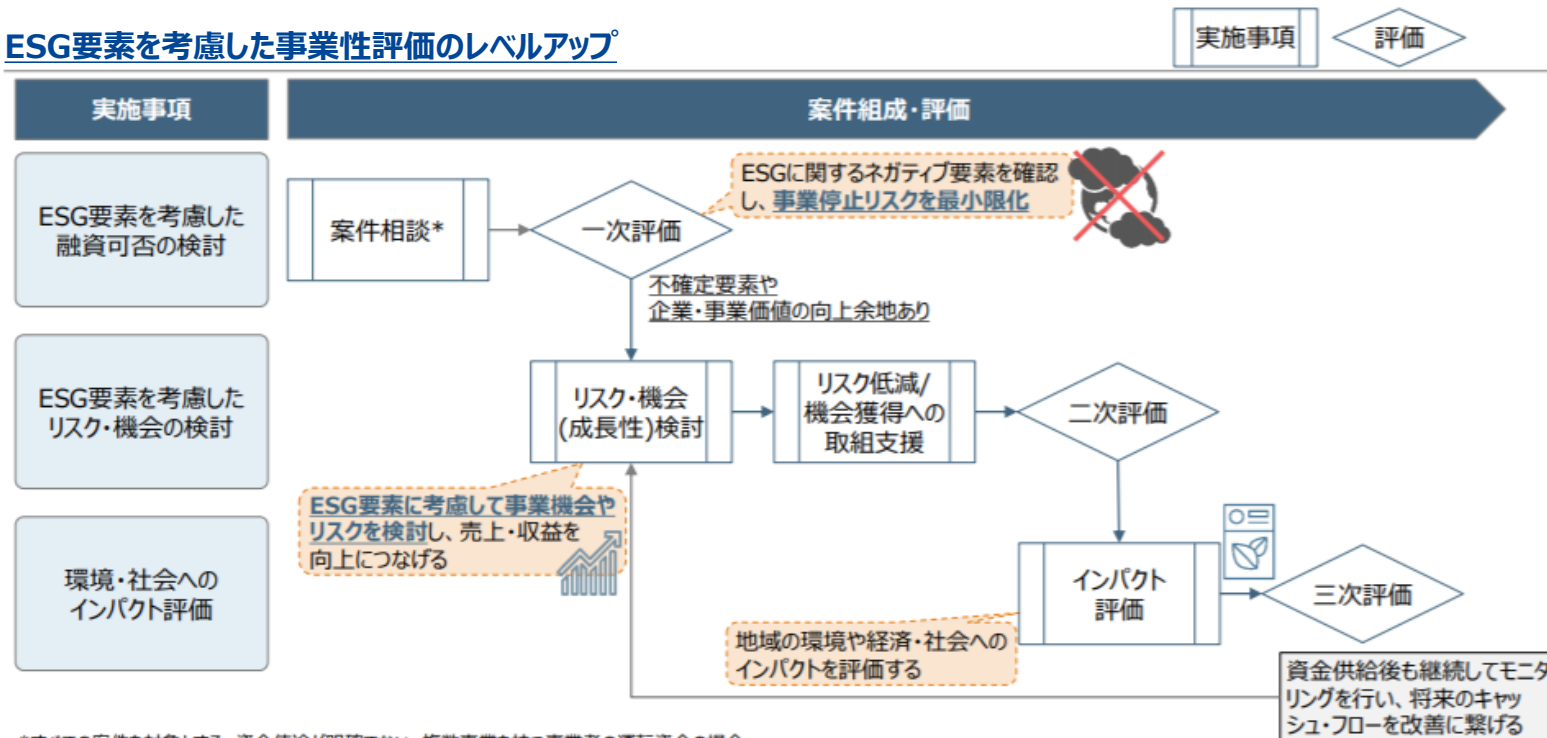 ESG要素を考慮した事業性評価のレベルアップ
実施事項
評価
実施事項
案件組成・評価
ESG要素を考慮した
融資可否の検討
案件相談*
一次評価
ESGに関するネガティブ要素を確認
し、事業停止リスクを最小限化
不確定要素や
企業・事業価値の向上余地あり
ESG要素を考慮した
リスク・機会の検討
リスク・機会
(成長性)検討
リスク低減/
機会獲得への
取組支援
二次評価
ESG要素に考慮して事業機会や
リスクを検討し、売上・収益を
向上につなげる
環境・社会への
インパクト評価
インパクト
評価
三次評価
地域の環境や経済・社会への
インパクトを評価する
資金供給後も継続してモニタ
リングを行い、将来のキャッ
シュ・フローを改善に繋げる